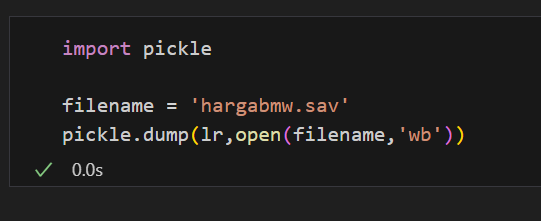 import pickle
filename = 'hargabmw.sav'
pickle.dump(lr,open(filename,'wb'))
0.0s